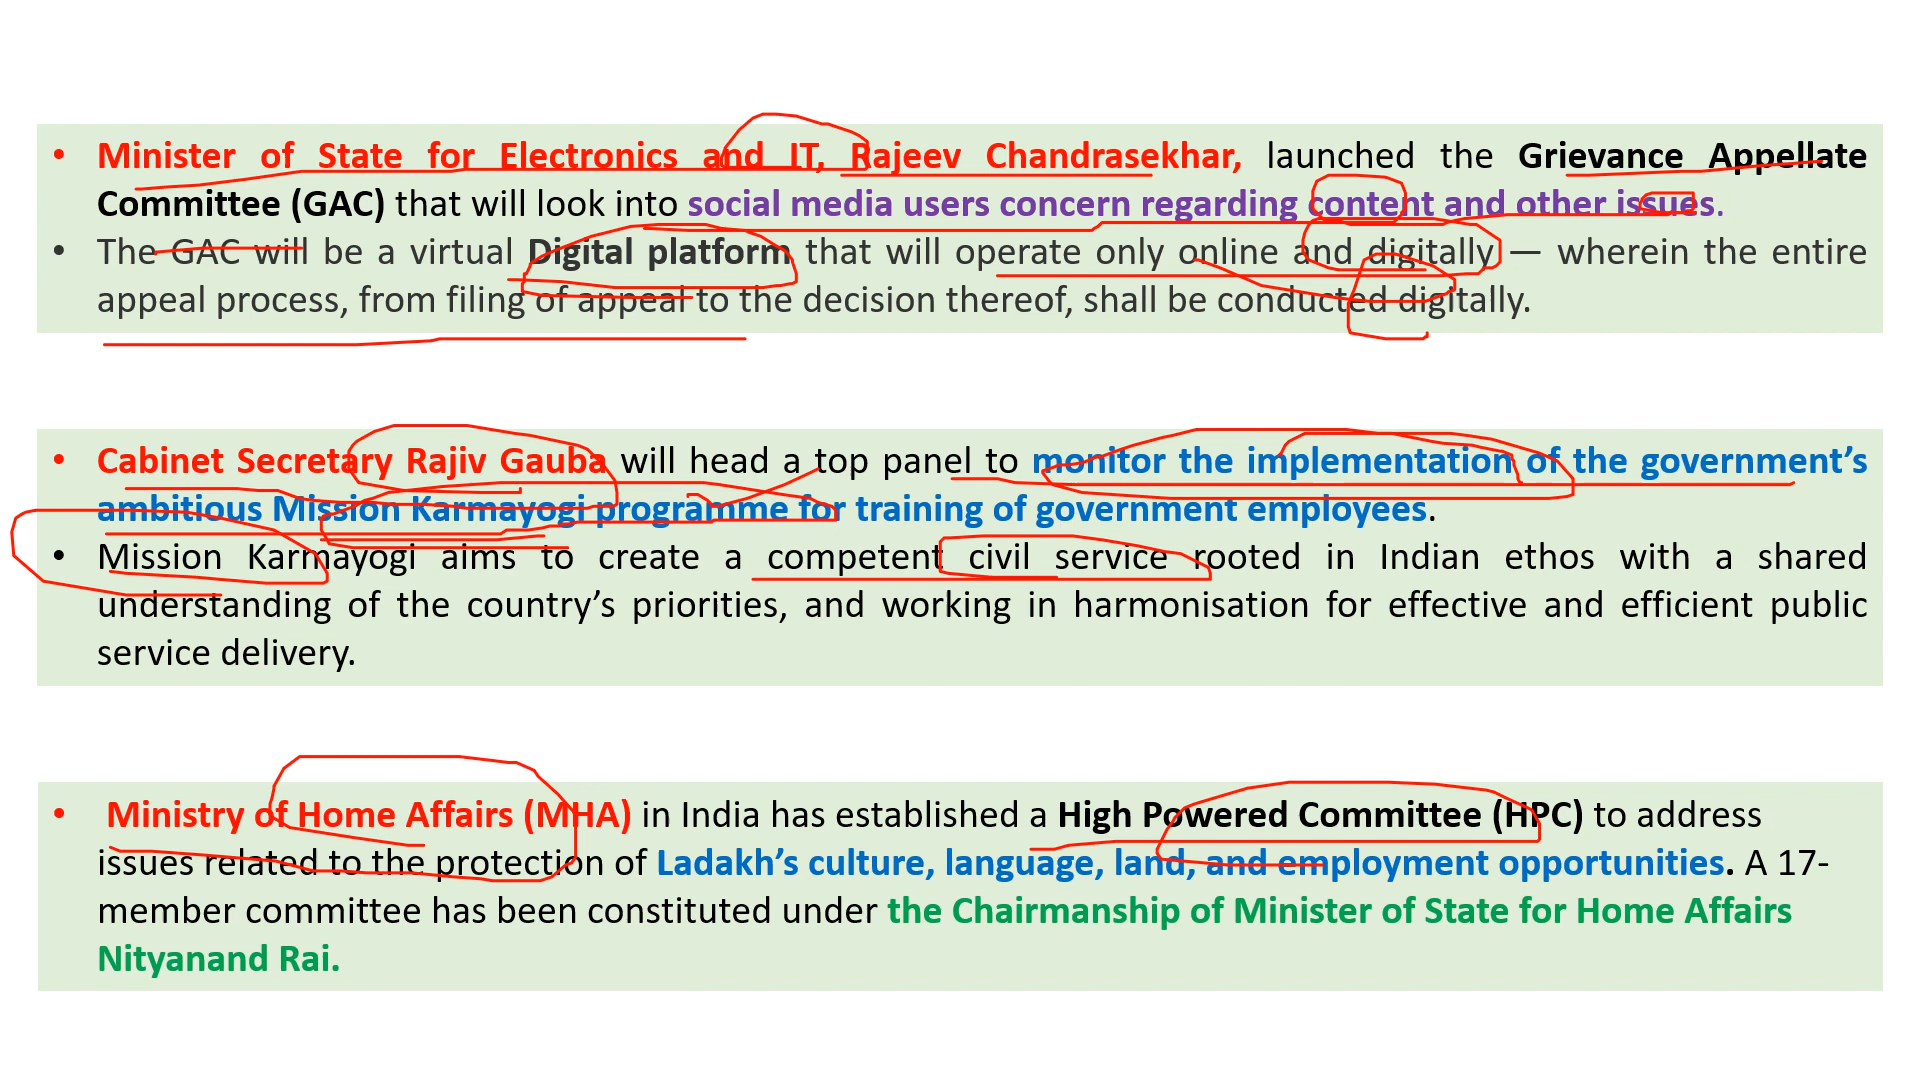 • Minister of State for Electronics and IT, Rajeev Chandrasekhar, launched the Grievance Appellate
Committee (GAC) that will look into social media users concern regarding content and other issues.
• The GAC will be a virtual Digital platform that will operate only online and digitally — wherein the entire
appeal process, from filing of appeal to the decision thereof, shall be conducted digitally.
• Cabinet Secretary Rajiv Gauba will head a top panel to monitor the implementation of the government’s
ambitious Mission Karmayogi programme for training of government employees.
• Mission Karmayogi aims to create a competent civil service rooted in Indian ethos with a shared
understanding of the country’s priorities, and working in harmonisation for effective and efficient public
service delivery.
• Ministry of Home Affairs (MHA) in India has established a High Powered Committee (HPC) to address
issues related to the protection of Ladakh’s culture, language, land, and employment opportunities. A 17-
member committee has been constituted under the Chairmanship of Minister of State for Home Affairs
Nityanand Rai.